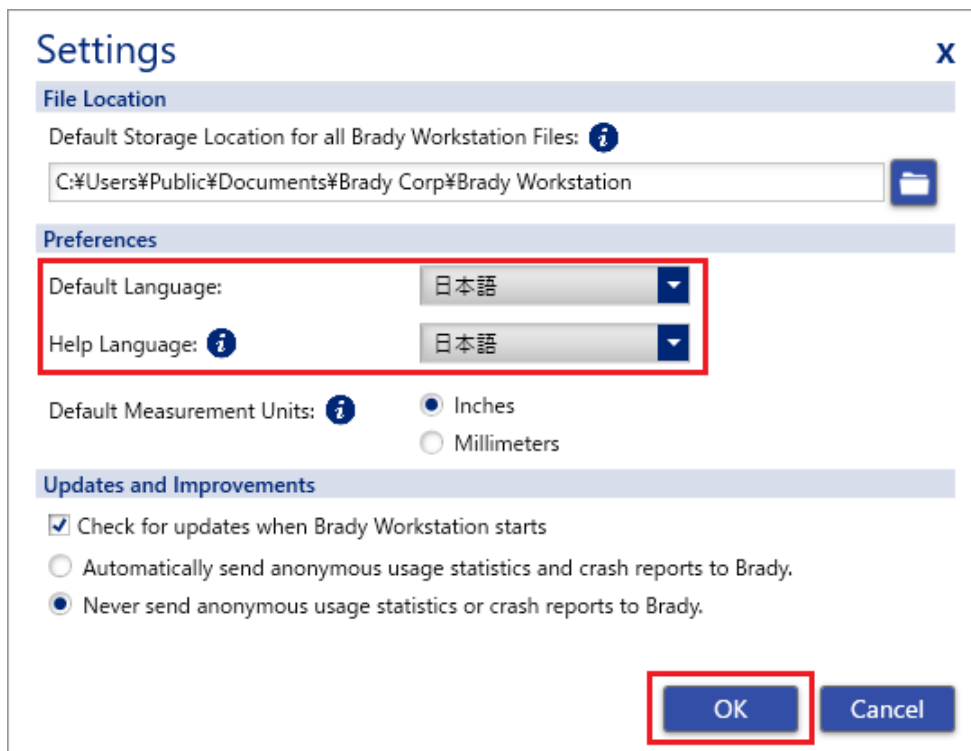 Settings
X
File Location
Default Storage Location for all Brady Workstation Files: i
C:¥Users¥Public¥Documents¥Brady Corp¥Brady Workstation
Preferences
Default Language: 日本語
Help Language: i 日本語
Default Measurement Units: i Inches
Millimeters
Updates and Improvements
Check for updates when Brady Workstation starts
Automatically send anonymous usage statistics and crash reports to Brady.
Never send anonymous usage statistics or crash reports to Brady.
OK Cancel